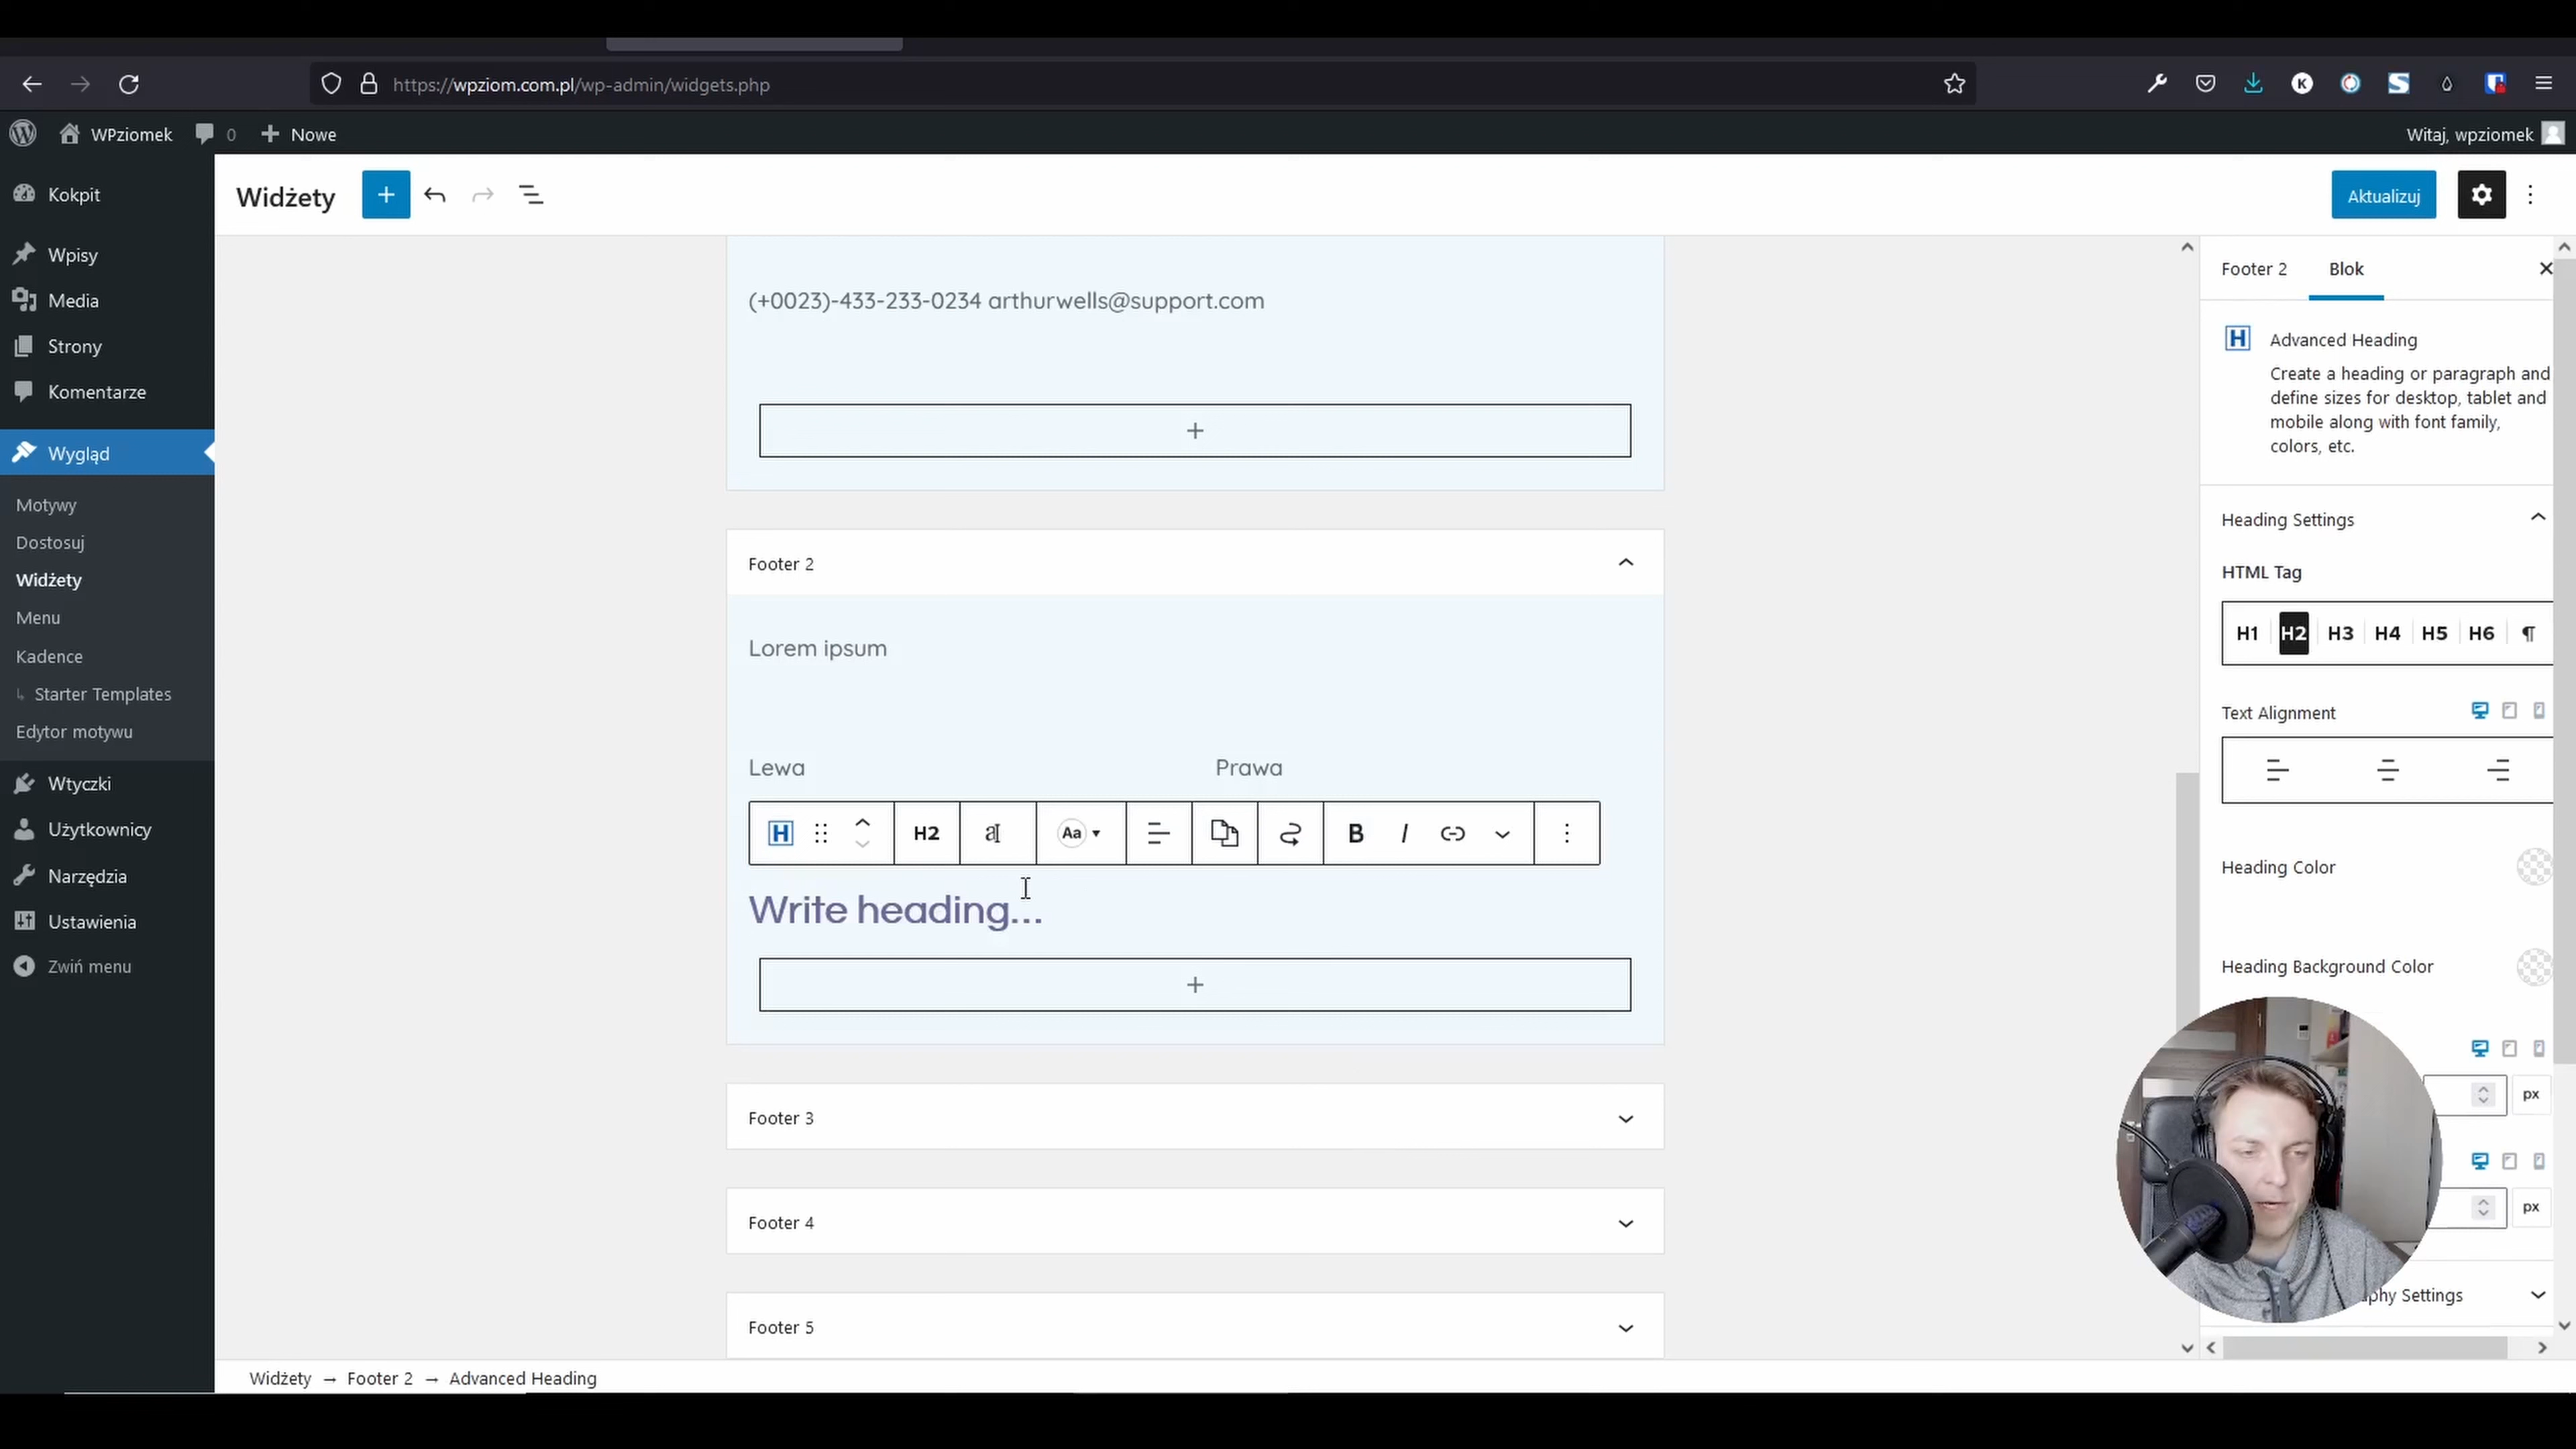 https://wpziom.com.pl/wp-admin/widgets.php
K
S
WPziomek 0 + Nowe
Witaj, wpziomek
Kokpit
Wpisy
Media
Strony
Komentarze
Wygląd
Motywy
Dostosuj
Widżety
Menu
Kadence
Starter Templates
Edytor motywu
Wtyczki
Użytkownicy
Narzędzia
Ustawienia
Zwiń menu
Widżety
Aktualizuj
(+0023)-433-233-0234 arthurwells@support.com
Footer 2
Lorem ipsum
Lewa Prawa
H H2 a Aa B I
Write heading...
Footer 3
Footer 4
Footer 5
Footer 2 Blok
H Advanced Heading
Create a heading or paragraph and
define sizes for desktop, tablet and
mobile along with font family,
colors, etc.
Heading Settings
HTML Tag
H1 H2 H3 H4 H5 H6 ¶
Text Alignment
Heading Color
Heading Background Color
px
px
phy Settings
Widżety → Footer 2 → Advanced Heading